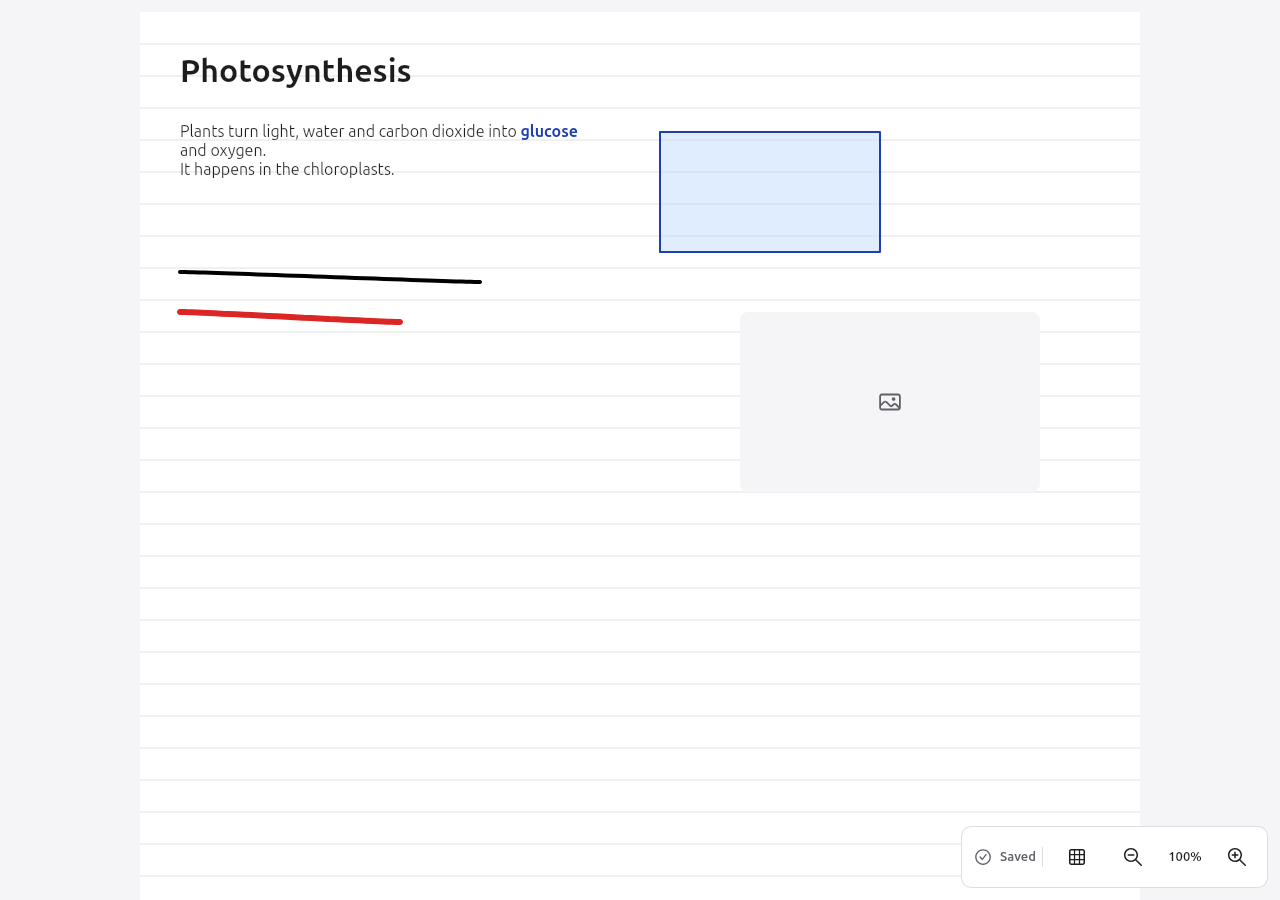 Photosynthesis
Plants turn light, water and carbon dioxide into glucose
and oxygen.
It happens in the chloroplasts.
Saved
100%